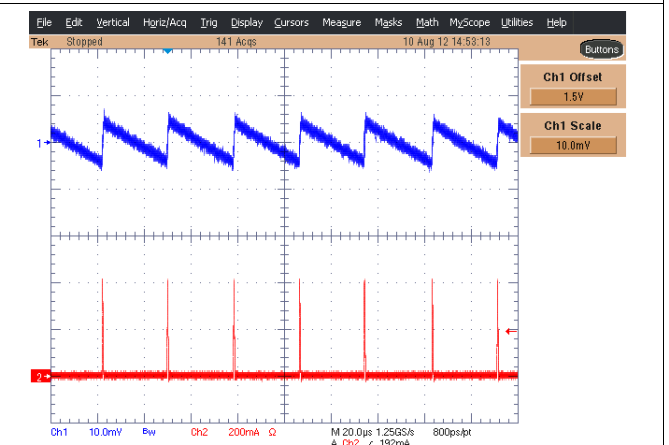 File Edit Vertical Horiz/Acq Trig Display Cursors Measure Masks Math MyScope Utilities Help
Tek Stopped 141 Acqs 10 Aug 12 14:53:13
Buttons
Ch1 Offset
1.5V
Ch1 Scale
10.0mV
1
2
Ch1 10.0mV Bw Ch2 200mA Ω M 20.0µs 1.25GS/s 800ps/pt
A Ch2 192mA